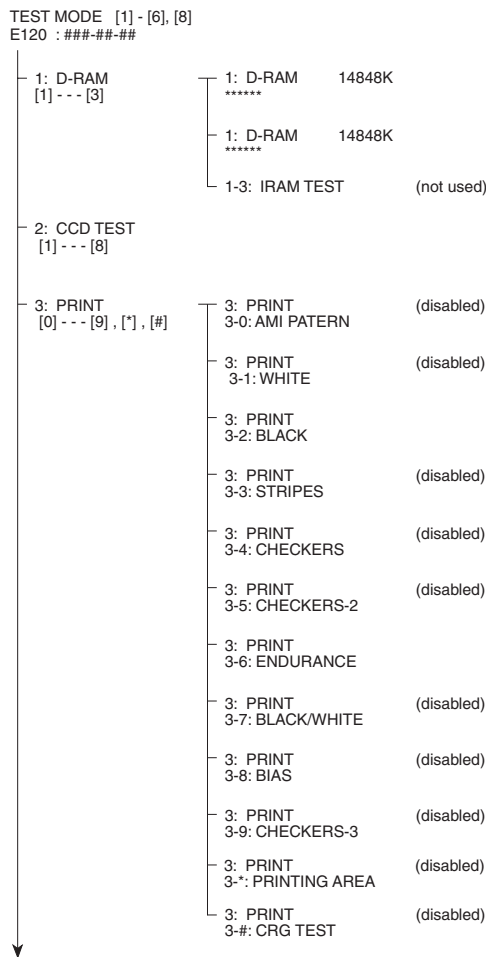 TEST MODE [1] - [6], [8]
E120 : ###-##-##
1: D-RAM
[1] - - - [3]
1: D-RAM 14848K
******
1: D-RAM 14848K
******
1-3: IRAM TEST (not used)
2: CCD TEST
[1] - - - [8]
3: PRINT
[0] - - - [9] , [*] , [#]
3: PRINT (disabled)
3-0: AMI PATERN
3: PRINT (disabled)
3-1: WHITE
3: PRINT
3-2: BLACK
3: PRINT (disabled)
3-3: STRIPES
3: PRINT (disabled)
3-4: CHECKERS
3: PRINT (disabled)
3-5: CHECKERS-2
3: PRINT
3-6: ENDURANCE
3: PRINT (disabled)
3-7: BLACK/WHITE
3: PRINT (disabled)
3-8: BIAS
3: PRINT (disabled)
3-9: CHECKERS-3
3: PRINT (disabled)
3-*: PRINTING AREA
3: PRINT (disabled)
3-#: CRG TEST